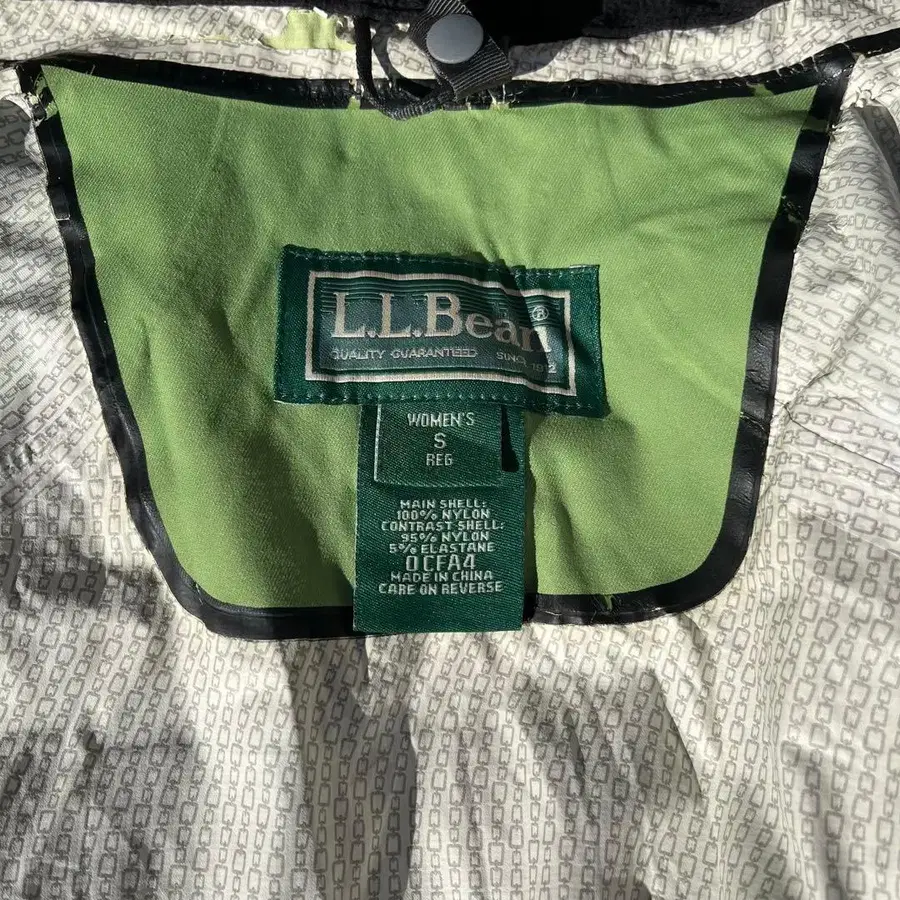 L.L.Bean®
QUALITY GUARANTEED SINCE 1912
WOMEN'S
S
REG
MAIN SHELL:
100% NYLON
CONTRAST SHELL:
95% NYLON
5% ELASTANE
0CFA4
MADE IN CHINA
CARE ON REVERSE